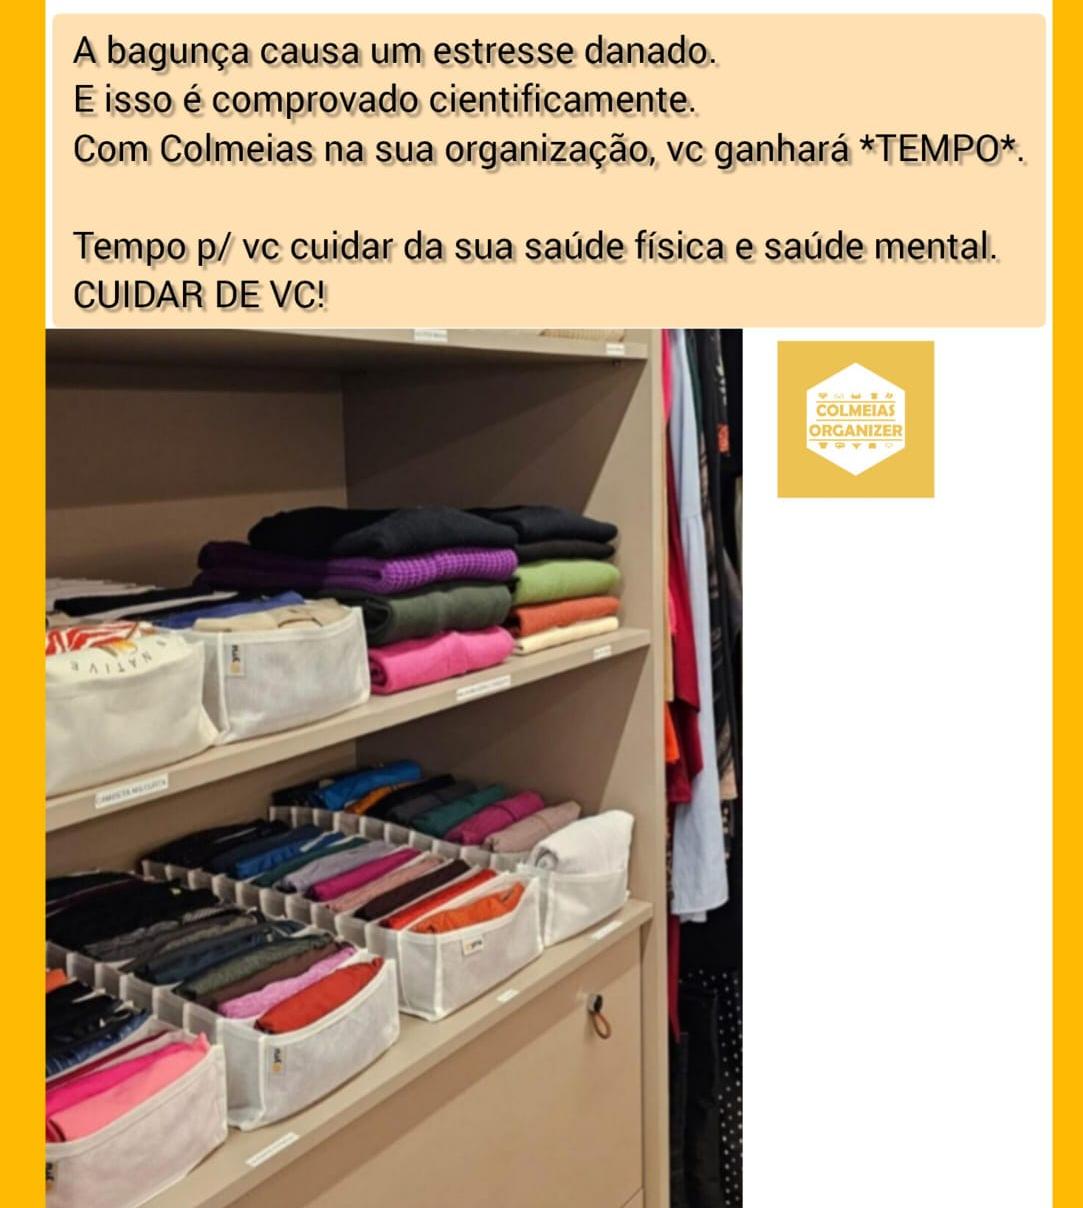 A bagunça causa um estresse danado.
E isso é comprovado cientificamente.
Com Colmeias na sua organização, vc ganhará *TEMPO*.
Tempo p/ vc cuidar da sua saúde física e saúde mental.
CUIDAR DE VC!
COLMEIAS
ORGANIZER
NATIVE